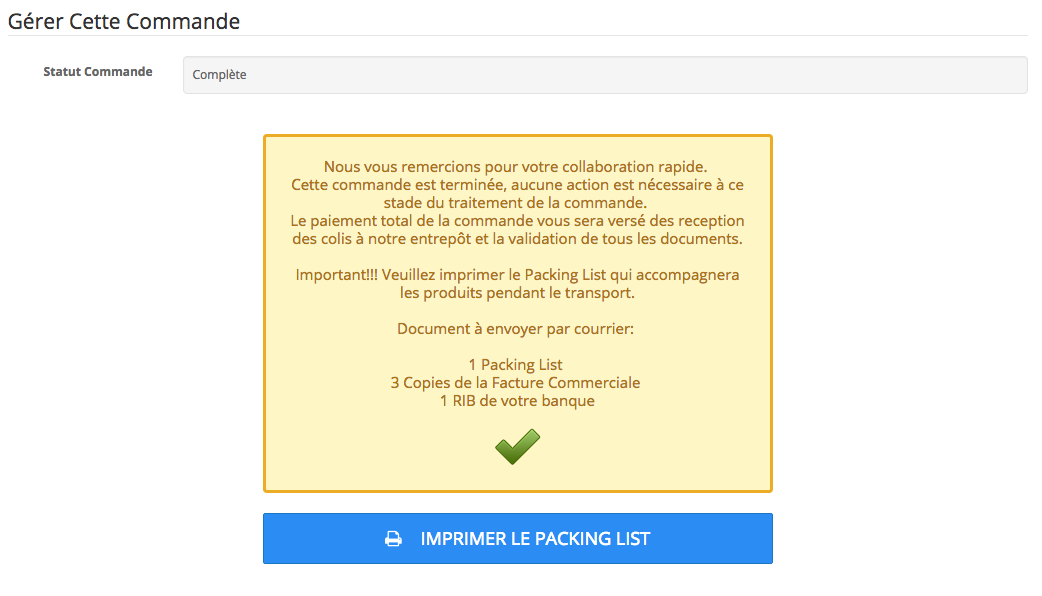 Gérer Cette Commande
Statut Commande
Complète
Nous vous remercions pour votre collaboration rapide.
Cette commande est terminée, aucune action est nécessaire à ce
stade du traitement de la commande.
Le paiement total de la commande vous sera versé des reception
des colis à notre entrepôt et la validation de tous les documents.
Important!!! Veuillez imprimer le Packing List qui accompagnera
les produits pendant le transport.
Document à envoyer par courrier:
1 Packing List
3 Copies de la Facture Commerciale
1 RIB de votre banque
IMPRIMER LE PACKING LIST